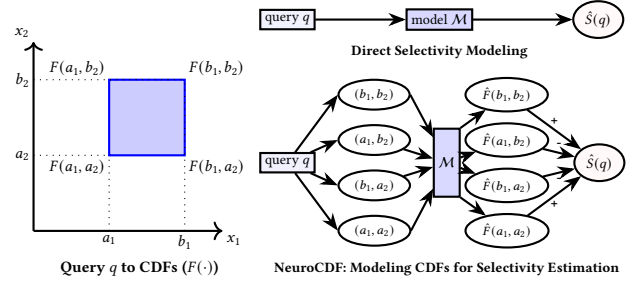 x₂
F(a₁, b₂)
F(b₁, b₂)
b₂
a₂
F(a₁, a₂)
F(b₁, a₂)
a₁
b₁
x₁
Query q to CDFs (F(·))
query q
model ℳ
Ŝ(q)
Direct Selectivity Modeling
query q
(b₁, b₂)
(a₁, b₂)
(b₁, a₂)
(a₁, a₂)
ℳ
F̂(b₁, b₂)
F̂(a₁, b₂)
F̂(b₁, a₂)
F̂(a₁, a₂)
+
-
-
+
Ŝ(q)
NeuroCDF: Modeling CDFs for Selectivity Estimation